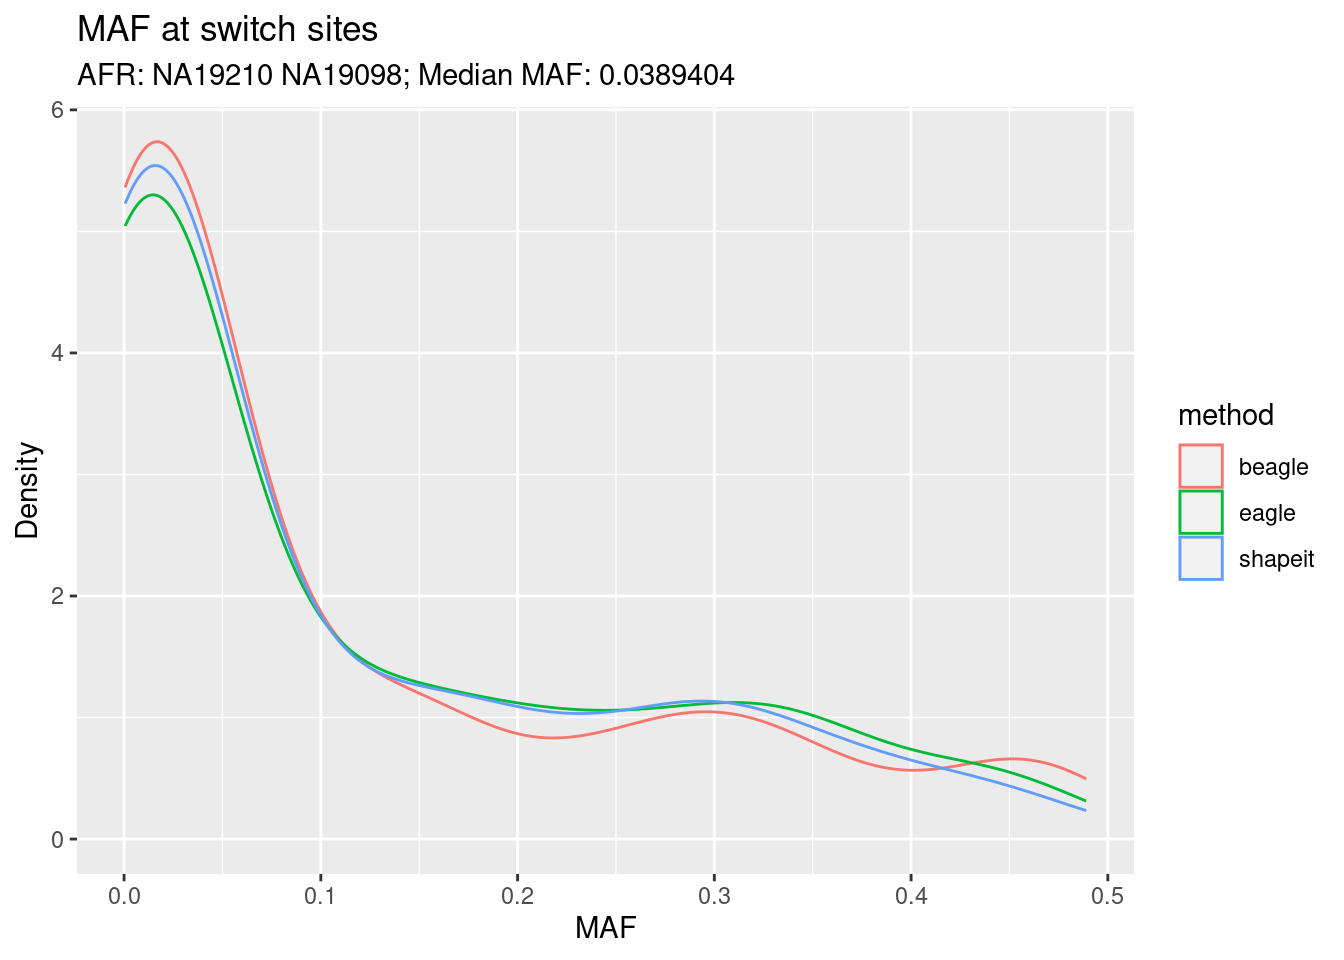 MAF at switch sites
AFR: NA19210 NA19098; Median MAF: 0.0389404
6
4
2
0
Density
0.0 0.1 0.2 0.3 0.4 0.5
MAF
method
beagle
eagle
shapeit